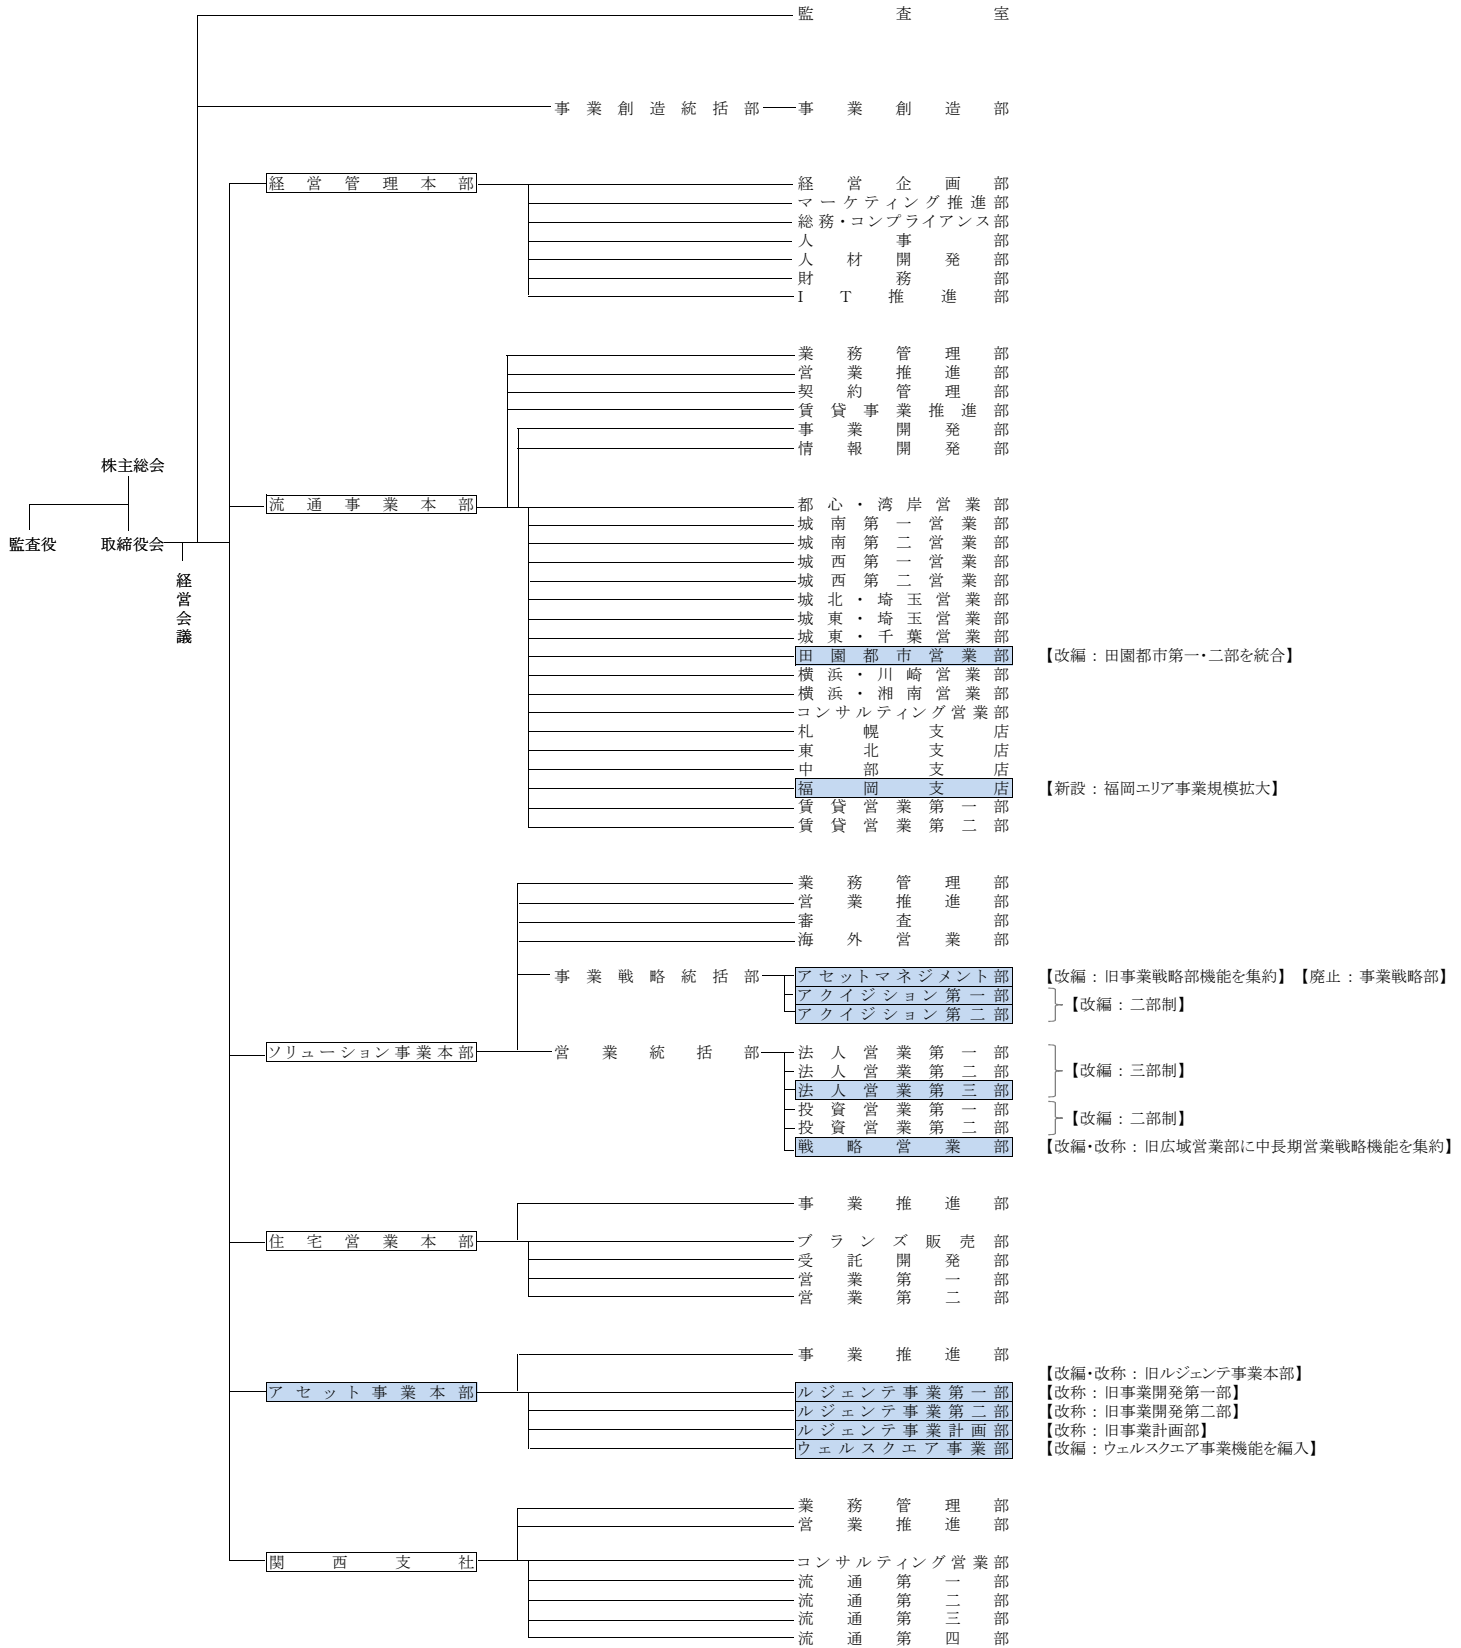 監査室
事業創造統括部 事業創造部
経営管理本部 経営企画部
マーケティング推進部
総務・コンプライアンス部
人事部
人材開発部
財務部
IT推進部
業務管理部
営業推進部
契約管理部
賃貸事業推進部
事業開発部
情報開発部
株主総会
監査役
取締役会
経営会議
流通事業本部 都心・湾岸営業部
城南第一営業部
城南第二営業部
城西第一営業部
城西第二営業部
城北・埼玉営業部
城東・埼玉営業部
城東・千葉営業部
田園都市営業部 【改編：田園都市第一・二部を統合】
横浜・川崎営業部
横浜・湘南営業部
コンサルティング営業部
札幌支店
東北支店
中部支店
福岡支店 【新設：福岡エリア事業規模拡大】
賃貸営業第一部
賃貸営業第二部
業務管理部
営業推進部
審査部
海外営業部
事業戦略統括部 アセットマネジメント部 【改編：旧事業戦略部機能を集約】【廃止：事業戦略部】
アクイジション第一部
アクイジション第二部
【改編：二部制】
ソリューション事業本部 営業統括部 法人営業第一部
法人営業第二部 【改編：三部制】
法人営業第三部
投資営業第一部
投資営業第二部
【改編：二部制】
戦略営業部 【改編・改称：旧広域営業部に中長期営業戦略機能を集約】
事業推進部
住宅営業本部 ブランズ販売部
受託開発部
営業第一部
営業第二部
事業推進部
【改編・改称：旧ルジェンテ事業本部】
アセット事業本部 ルジェンテ事業第一部 【改称：旧事業開発第一部】
ルジェンテ事業第二部 【改称：旧事業開発第二部】
ルジェンテ事業計画部 【改称：旧事業計画部】
ウェルスクエア事業部 【改編：ウェルスクエア事業機能を編入】
業務管理部
営業推進部
関西支社 コンサルティング営業部
流通第一部
流通第二部
流通第三部
流通第四部